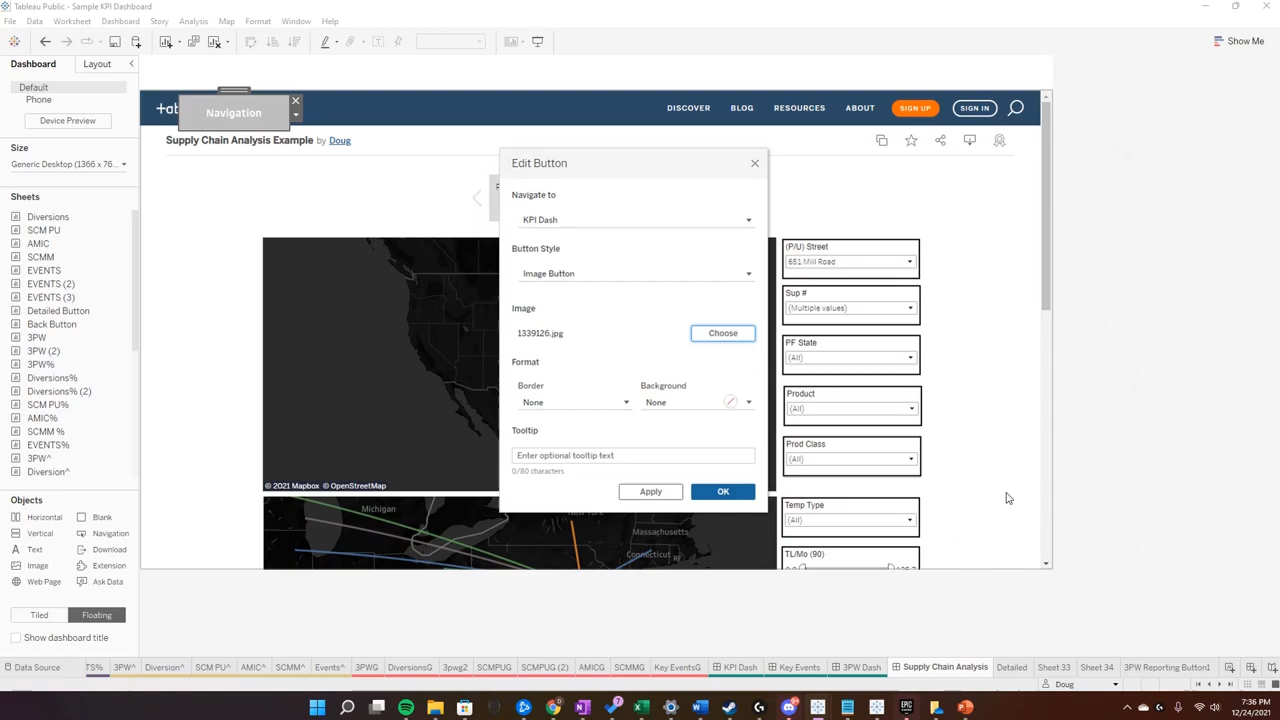 Tableau Public - Sample KPI Dashboard
File Data Worksheet Dashboard Story Analysis Map Format Window Help
Show Me
Dashboard Layout
Default
Phone
Device Preview
Size
Generic Desktop (1366 x 76...
Sheets
Diversions
SCM PU
AMIC
SCMM
EVENTS
EVENTS (2)
EVENTS (3)
Detailed Button
Back Button
3PW
3PW (2)
3PW%
Diversions%
Diversions% (2)
SCM PU%
AMIC%
SCMM %
EVENTS%
3PW^
Diversion^
Objects
Horizontal Blank
Vertical Navigation
Text Download
Image Extension
Web Page Ask Data
Tiled Floating
Show dashboard title
Navigation
DISCOVER BLOG RESOURCES ABOUT SIGN UP SIGN IN
Supply Chain Analysis Example by Doug
Edit Button
Navigate to
KPI Dash
Button Style
Image Button
Image
1339126.jpg Choose
Format
Border Background
None None
Tooltip
Enter optional tooltip text
0/80 characters
Apply OK
(P/U) Street
651 Mill Road
Sup #
(Multiple values)
PF State
(All)
Product
(All)
Prod Class
(All)
Temp Type
(All)
TL/Mo (90)
© 2021 Mapbox © OpenStreetMap
Michigan
New York
Massachusetts
Connecticut RI
Data Source TS% 3PW^ Diversion^ SCM PU^ AMIC^ SCMM^ Events^ 3PWG DiversionsG 3pwg2 SCMPUG SCMPUG (2) AMICG SCMMG Key EventsG KPI Dash Key Events 3PW Dash Supply Chain Analysis Detailed Sheet 33 Sheet 34 3PW Reporting Button1
Doug
7:36 PM
12/24/2021